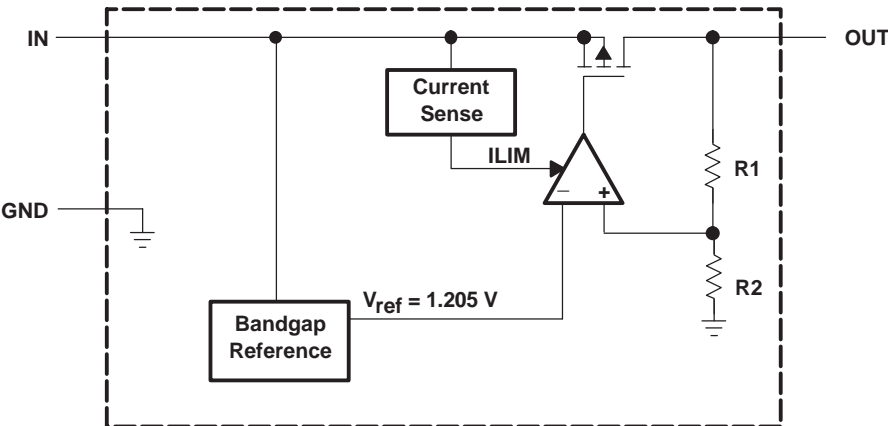 IN
OUT
Current
Sense
ILIM
R1
− +
GND
R2
Vref = 1.205 V
Bandgap
Reference